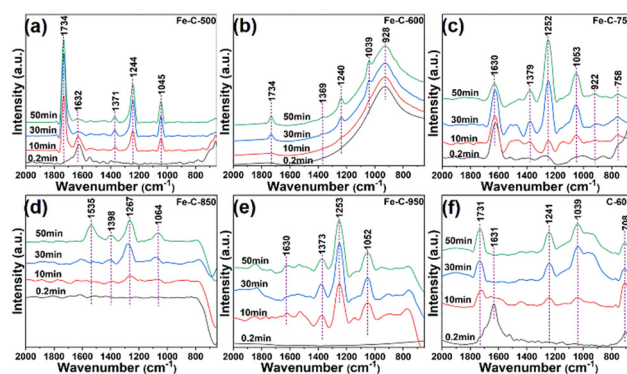 (a)
Fe-C-500
1734
1632
1371
1244
1045
50min
30min
10min
0.2min
2000 1800 1600 1400 1200 1000 800
Wavenumber (cm-1)
Intensity (a.u.)
(b)
Fe-C-600
1734
1369
1240
1039
928
50min
30min
10min
0.2min
2000 1800 1600 1400 1200 1000 800
Wavenumber (cm-1)
Intensity (a.u.)
(c)
Fe-C-75
1630
1379
1252
1053
922
758
50min
30min
10min
0.2min
2000 1800 1600 1400 1200 1000 800
Wavenumber (cm-1)
Intensity (a.u.)
(d)
Fe-C-850
1535
1398
1267
1064
50min
30min
10min
0.2min
2000 1800 1600 1400 1200 1000 800
Wavenumber (cm-1)
Intensity (a.u.)
(e)
Fe-C-950
1630
1373
1253
1052
50min
30min
10min
0.2min
2000 1800 1600 1400 1200 1000 800
Wavenumber (cm-1)
Intensity (a.u.)
(f)
C-60
1731
1631
1241
1039
50min
30min
10min
0.2min
2000 1800 1600 1400 1200 1000 800
Wavenumber (cm-1)
Intensity (a.u.)